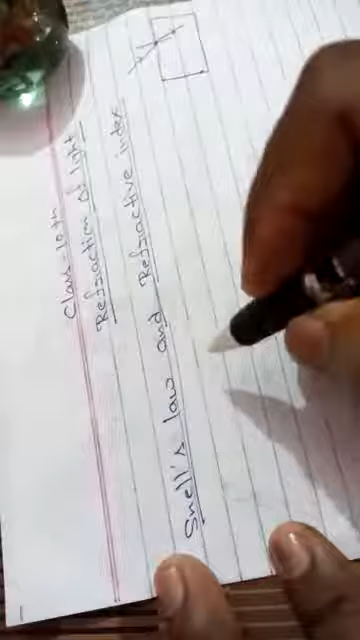 Class-10th
Refraction of light
Snell's law and Refractive index